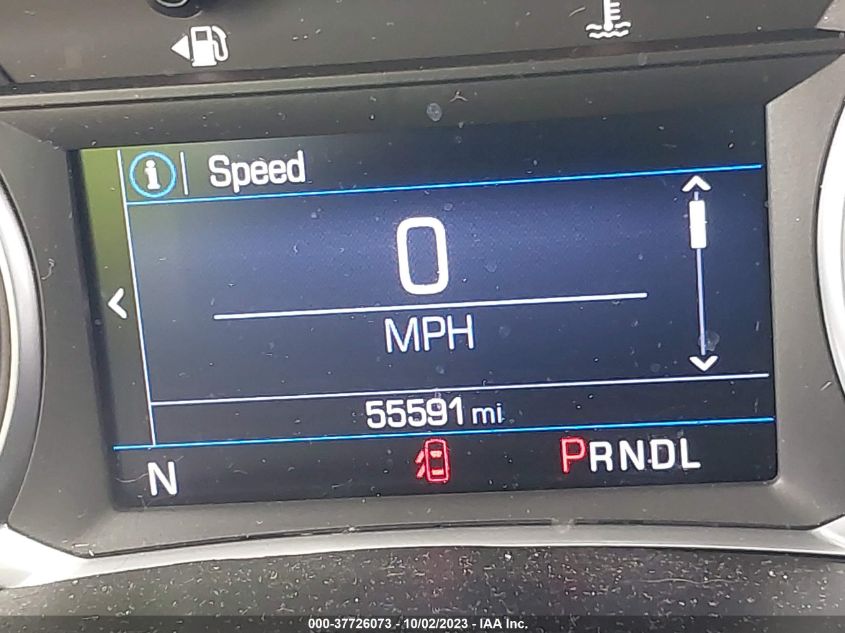 Speed
0
MPH
55591 mi
N PRNDL
000-37726073 - 10/02/2023 - IAA Inc.